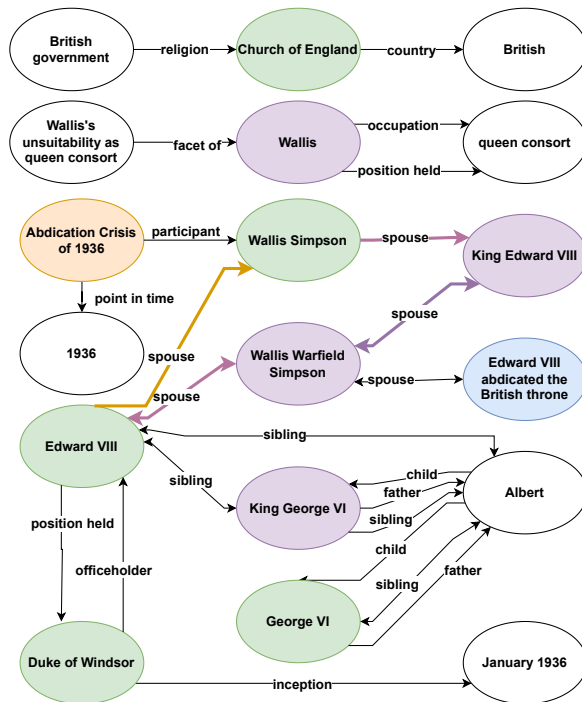 British
government
religion
Church of England
country
British
Wallis's
unsuitability as
queen consort
facet of
Wallis
occupation
position held
queen consort
Abdication Crisis
of 1936
participant
Wallis Simpson
spouse
King Edward VIII
point in time
1936
spouse
spouse
Wallis Warfield
Simpson
spouse
spouse
Edward VIII
abdicated the
British throne
Edward VIII
sibling
sibling
King George VI
child
father
sibling
Albert
position held
officeholder
child
sibling
father
George VI
Duke of Windsor
inception
January 1936